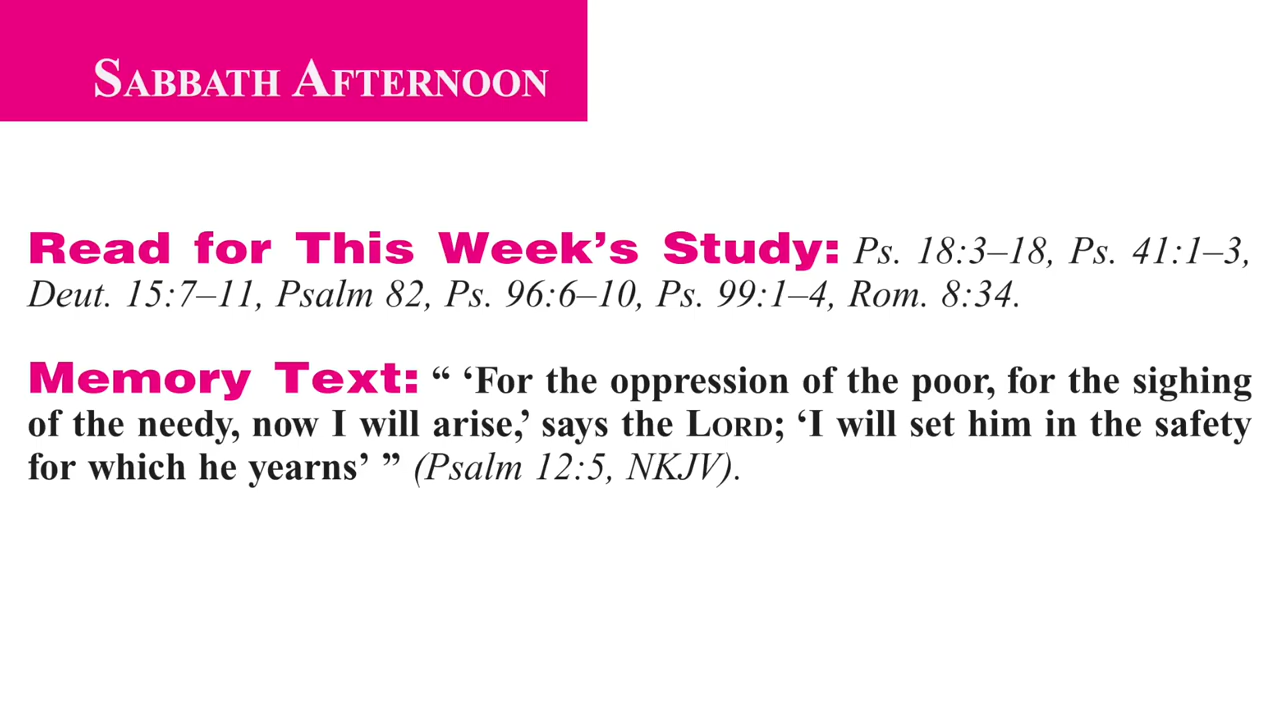 SABBATH AFTERNOON
Read for This Week’s Study: Ps. 18:3–18, Ps. 41:1–3,
Deut. 15:7–11, Psalm 82, Ps. 96:6–10, Ps. 99:1–4, Rom. 8:34.
Memory Text: “ ‘For the oppression of the poor, for the sighing
of the needy, now I will arise,’ says the LORD; ‘I will set him in the safety
for which he yearns’ ” (Psalm 12:5, NKJV).